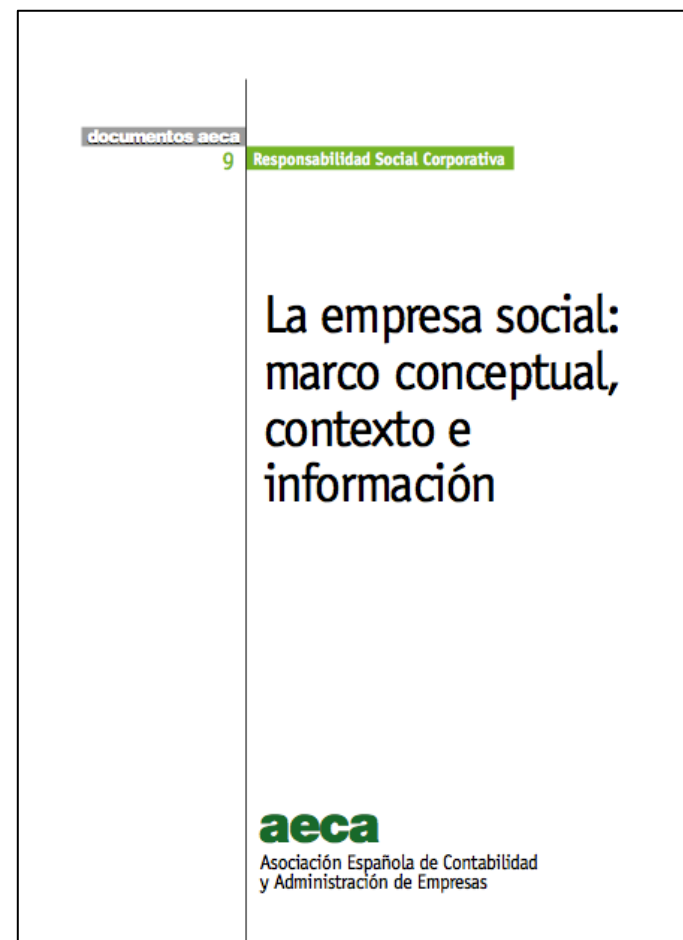 documentos aeca
9 Responsabilidad Social Corporativa
La empresa social:
marco conceptual,
contexto e
información
aeca
Asociación Española de Contabilidad
y Administración de Empresas